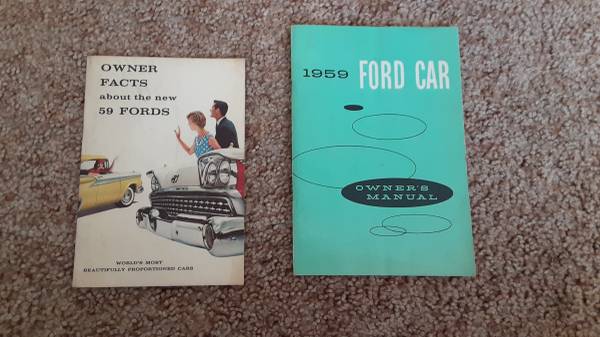 OWNER
FACTS
about the new
59 FORDS
WORLD'S MOST
BEAUTIFULLY PROPORTIONED CARS
1959 FORD CAR
OWNER'S
MANUAL